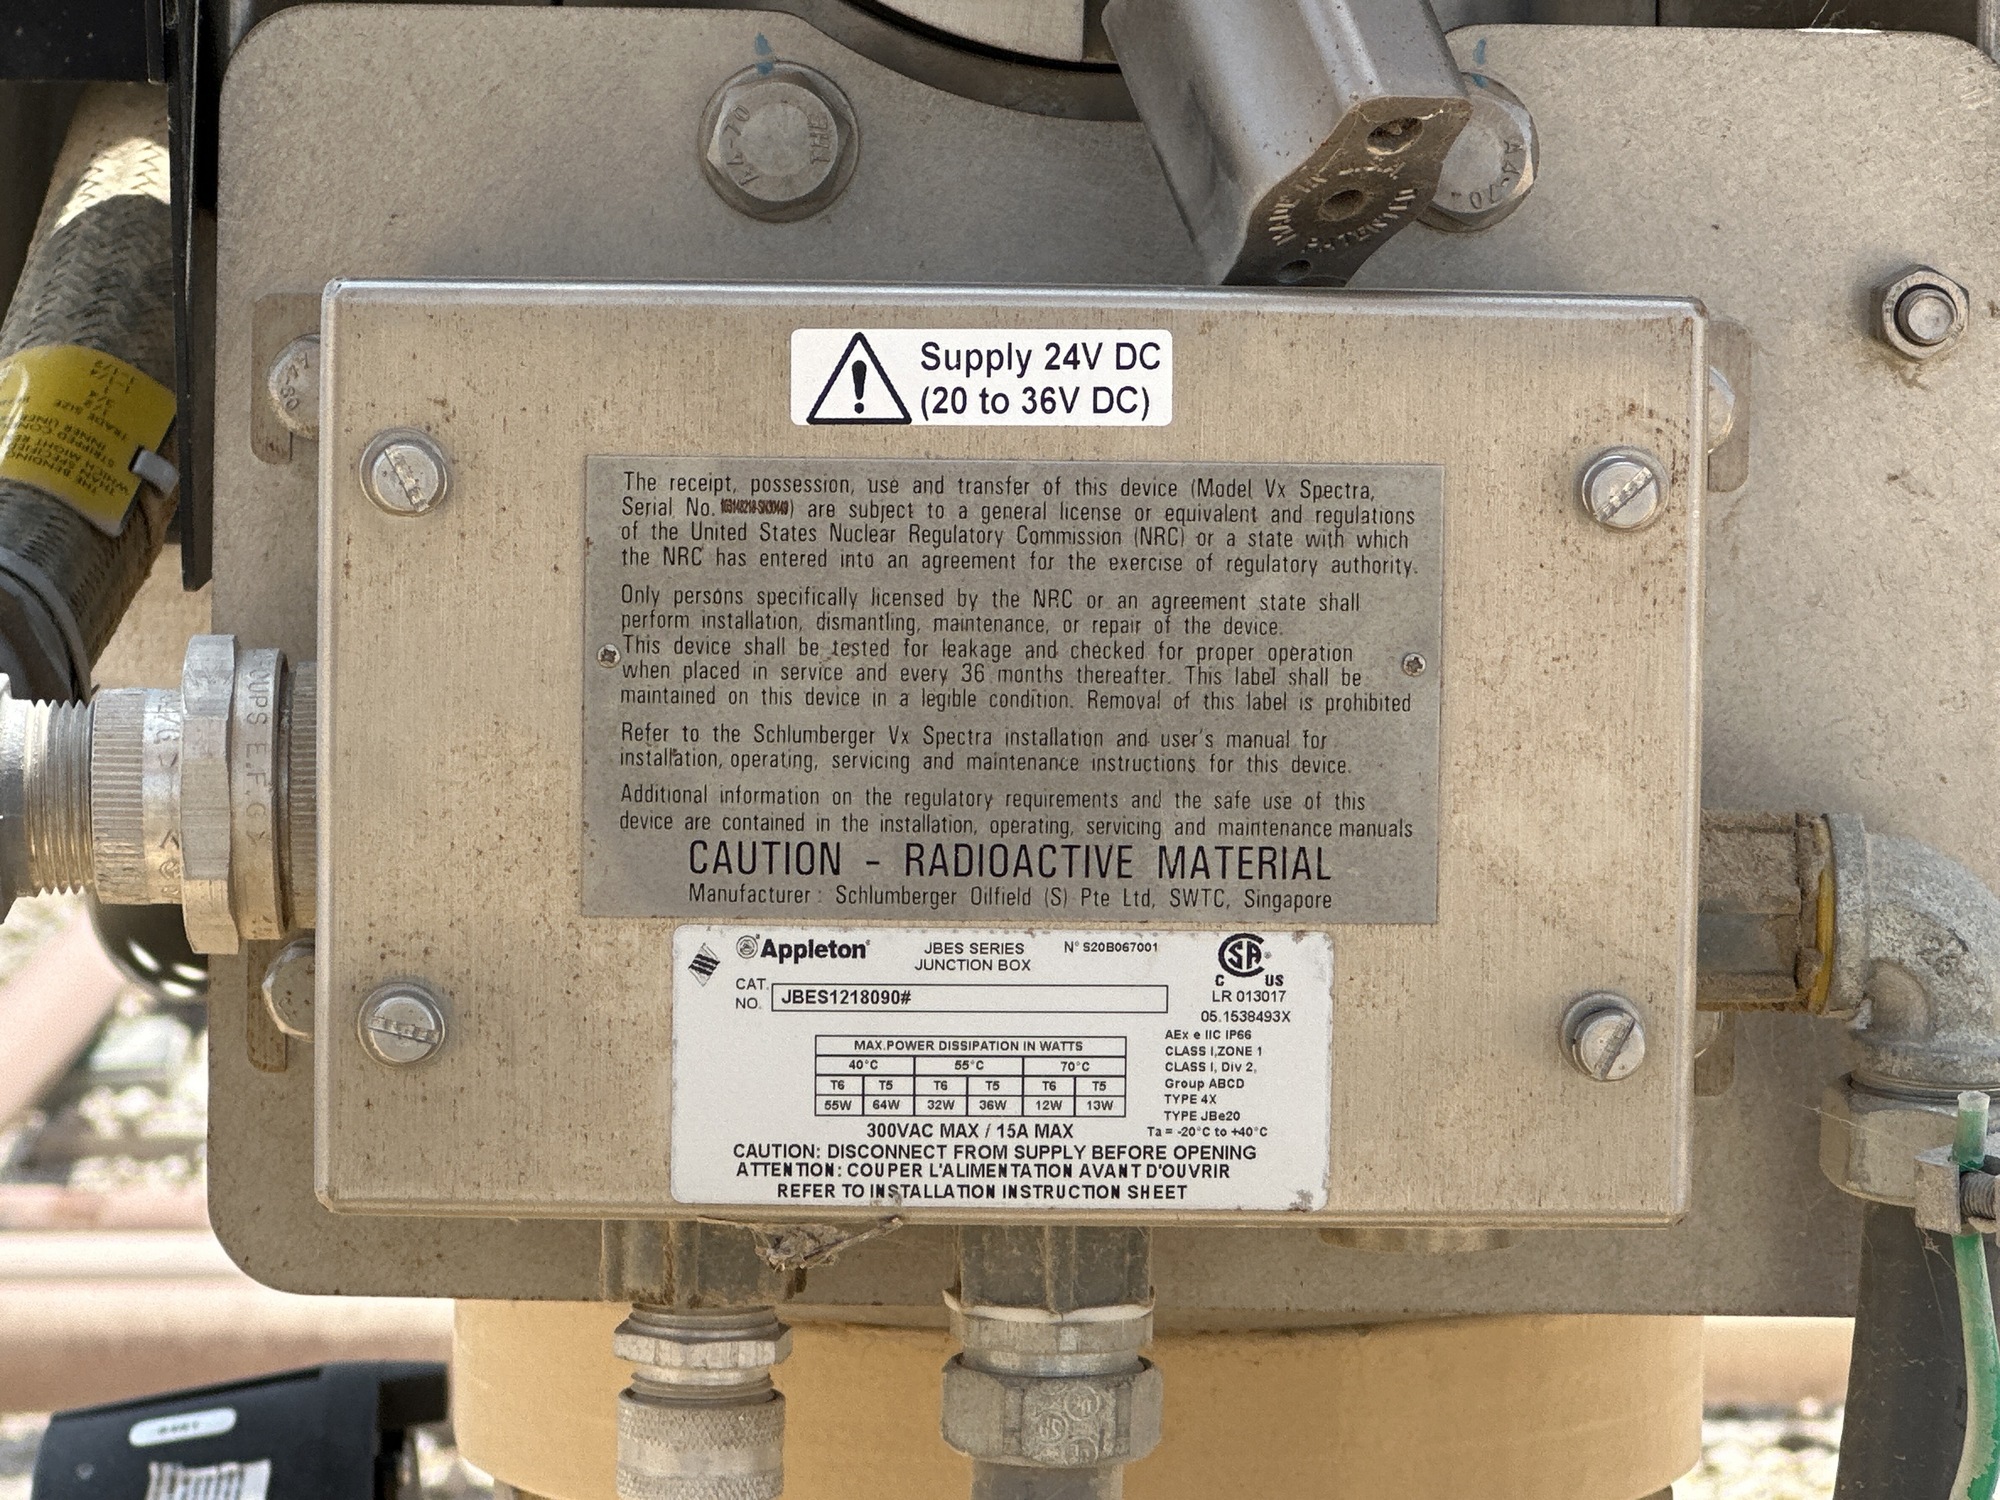 Supply 24V DC
(20 to 36V DC)
The receipt, possession, use and transfer of this device (Model Vx Spectra,
Serial No. ) are subject to a general license or equivalent and regulations
of the United States Nuclear Regulatory Commission (NRC) or a state with which
the NRC has entered into an agreement for the exercise of regulatory authority.
Only persons specifically licensed by the NRC or an agreement state shall
perform installation, dismantling, maintenance, or repair of the device.
This device shall be tested for leakage and checked for proper operation
when placed in service and every 36 months thereafter. This label shall be
maintained on this device in a legible condition. Removal of this label is prohibited
Refer to the Schlumberger Vx Spectra installation and user's manual for
installation, operating, servicing and maintenance instructions for this device.
Additional information on the regulatory requirements and the safe use of this
device are contained in the installation, operating, servicing and maintenance manuals
CAUTION - RADIOACTIVE MATERIAL
Manufacturer : Schlumberger Oilfield (S) Pte Ltd, SWTC, Singapore
Appleton JBES SERIES N° S20B067001
JUNCTION BOX
CSA
C US
CAT.
NO. JBES1218090#
LR 013017
05.1538493X
AEx e IIC IP66
CLASS I,ZONE 1
CLASS I, Div 2,
Group ABCD
TYPE 4X
TYPE JBe20
Ta = -20°C to +40°C
MAX.POWER DISSIPATION IN WATTS
40°C 55°C 70°C
T6 T5 T6 T5 T6 T5
55W 64W 32W 36W 12W 13W
300VAC MAX / 15A MAX
CAUTION: DISCONNECT FROM SUPPLY BEFORE OPENING
ATTENTION: COUPER L'ALIMENTATION AVANT D'OUVRIR
REFER TO INSTALLATION INSTRUCTION SHEET
THE
A4-70
A4-70